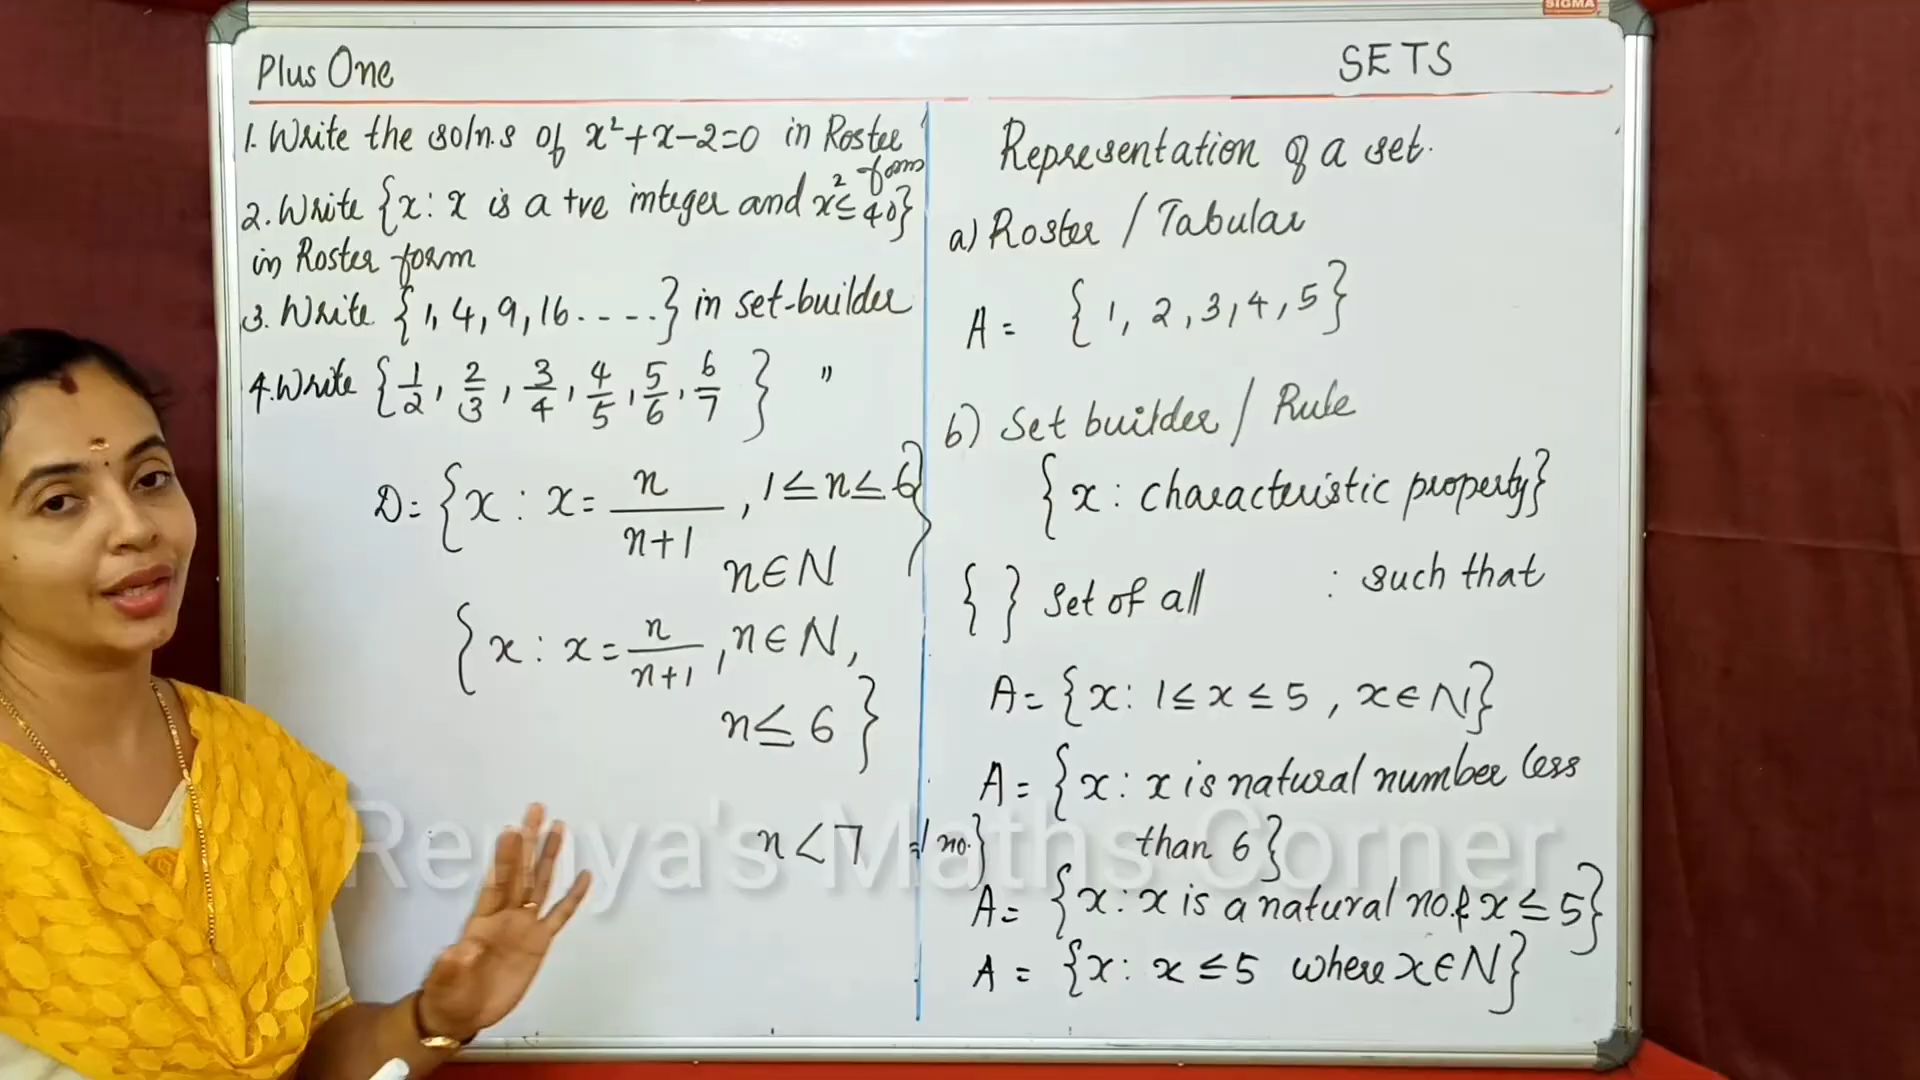 SIGMA
Plus One
SETS
1. Write the soln.s of x²+x−2=0 in Roster form
2. Write {x: x is a +ve integer and x²≤40}
in Roster form
3. Write {1, 4, 9, 16 - - - - .} in set-builder
4. Write {1/2, 2/3, 3/4, 4/5, 5/6, 6/7} "
D= {x : x= n/n+1, 1≤n≤6
n∈N}
{x : x= n/n+1, n∈N,
n≤6}
n<7
Representation of a set.
a) Roster / Tabular
A = {1, 2, 3, 4, 5}
b) Set builder / Rule
{x : characteristic property}
{ } Set of all : such that
A= {x: 1≤x≤5, x∈N}
A= {x: x is natural number less
than 6}
A= {x: x is a natural no.& x≤5}
A = {x: x≤5 where x∈N}
Remya's Maths Corner